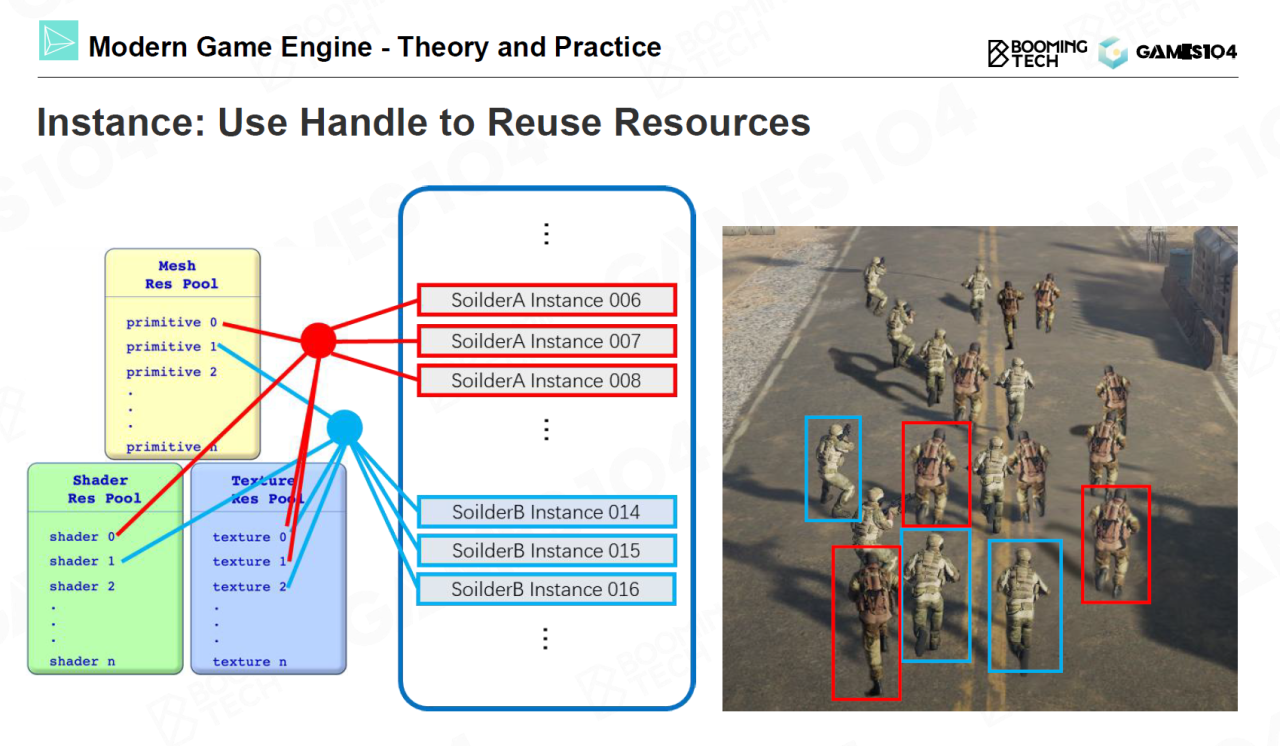 Modern Game Engine - Theory and Practice
BOOMING
TECH
GAMES104
Instance: Use Handle to Reuse Resources
Mesh
Res Pool
primitive 0
primitive 1
primitive 2
.
.
.
primitive n
Shader
Res Pool
shader 0
shader 1
shader 2
.
.
.
shader n
Texture
Res Pool
texture 0
texture 1
texture 2
.
.
.
texture n
⋮
SoilderA Instance 006
SoilderA Instance 007
SoilderA Instance 008
⋮
SoilderB Instance 014
SoilderB Instance 015
SoilderB Instance 016
⋮